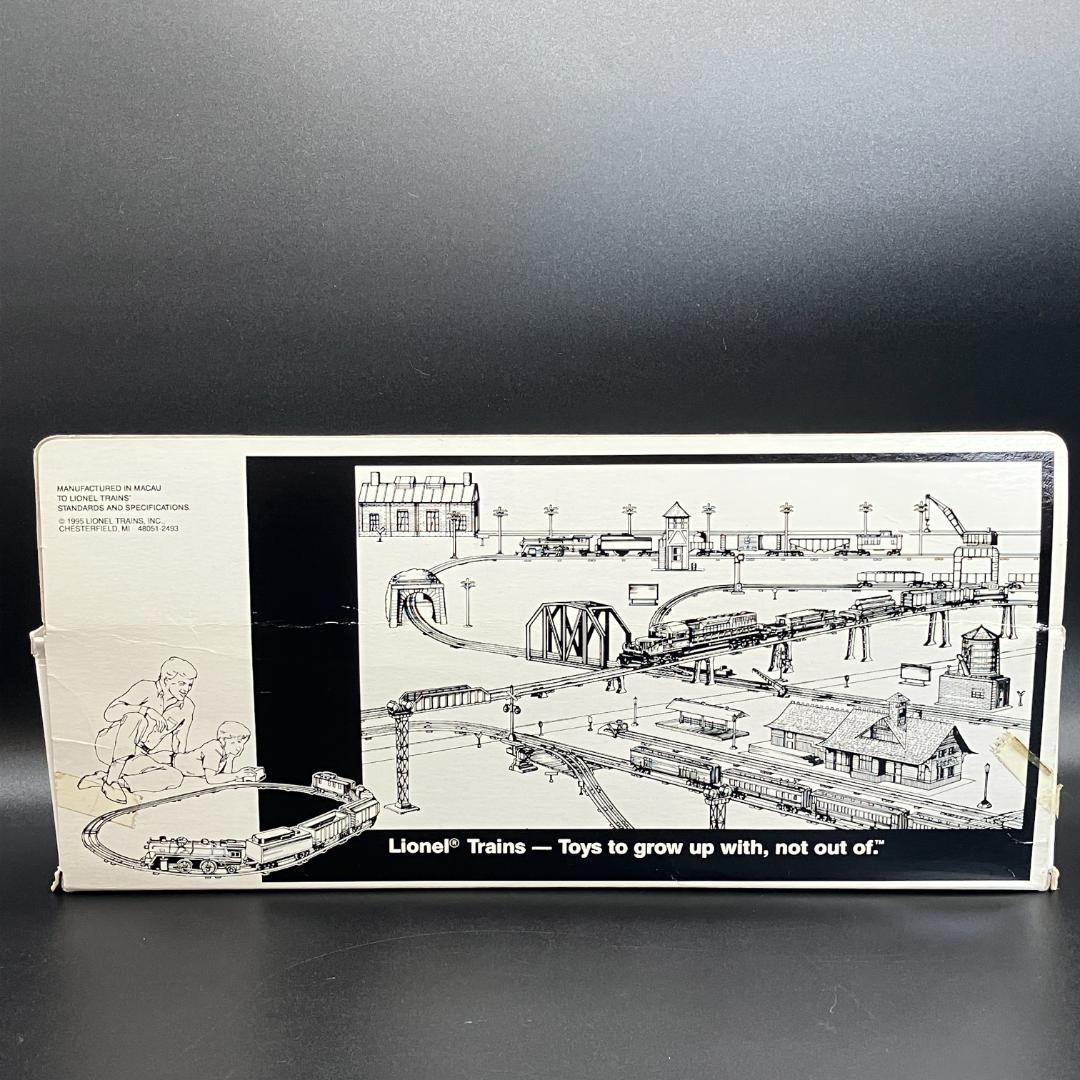 MANUFACTURED IN MACAU
TO LIONEL TRAINS'
STANDARDS AND SPECIFICATIONS.
© 1995 LIONEL TRAINS, INC.,
CHESTERFIELD, MI 48051-2493
Lionel® Trains — Toys to grow up with, not out of.™